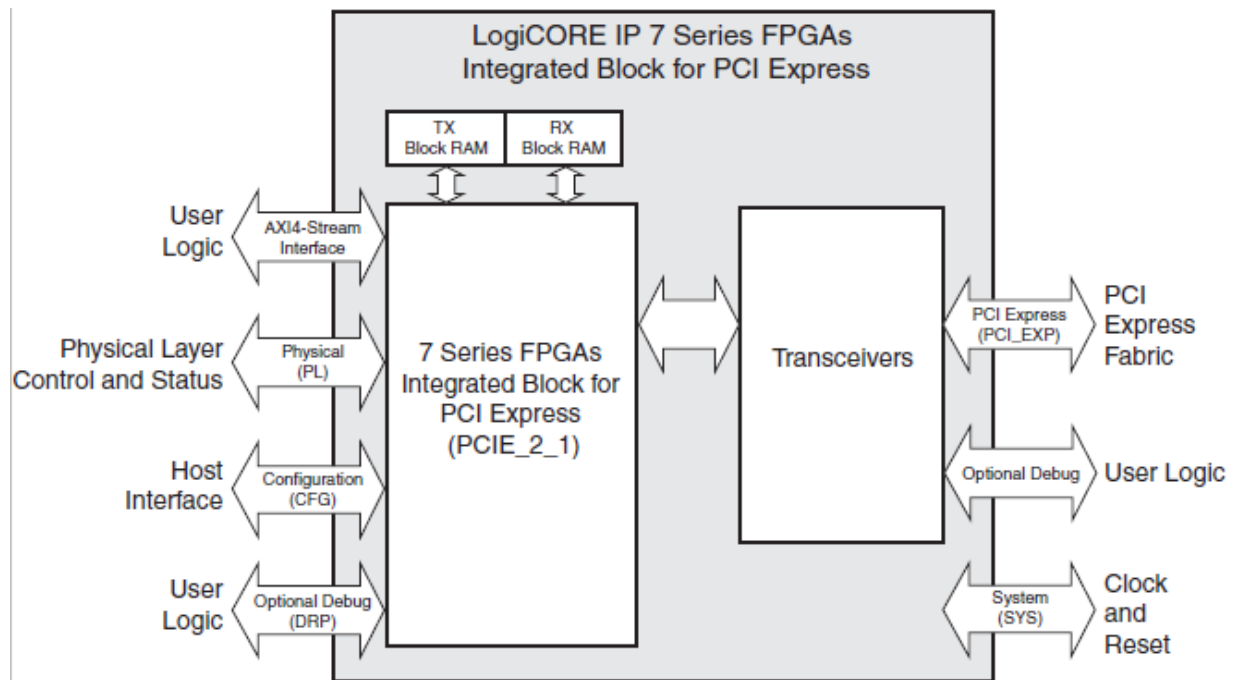 LogiCORE IP 7 Series FPGAs
Integrated Block for PCI Express
TX
Block RAM
RX
Block RAM
User
Logic
AXI4-Stream
Interface
Physical Layer
Control and Status
Physical
(PL)
Host
Interface
Configuration
(CFG)
User
Logic
Optional Debug
(DRP)
7 Series FPGAs
Integrated Block for
PCI Express
(PCIE_2_1)
Transceivers
PCI Express
(PCI_EXP)
PCI
Express
Fabric
Optional Debug
User Logic
System
(SYS)
Clock
and
Reset